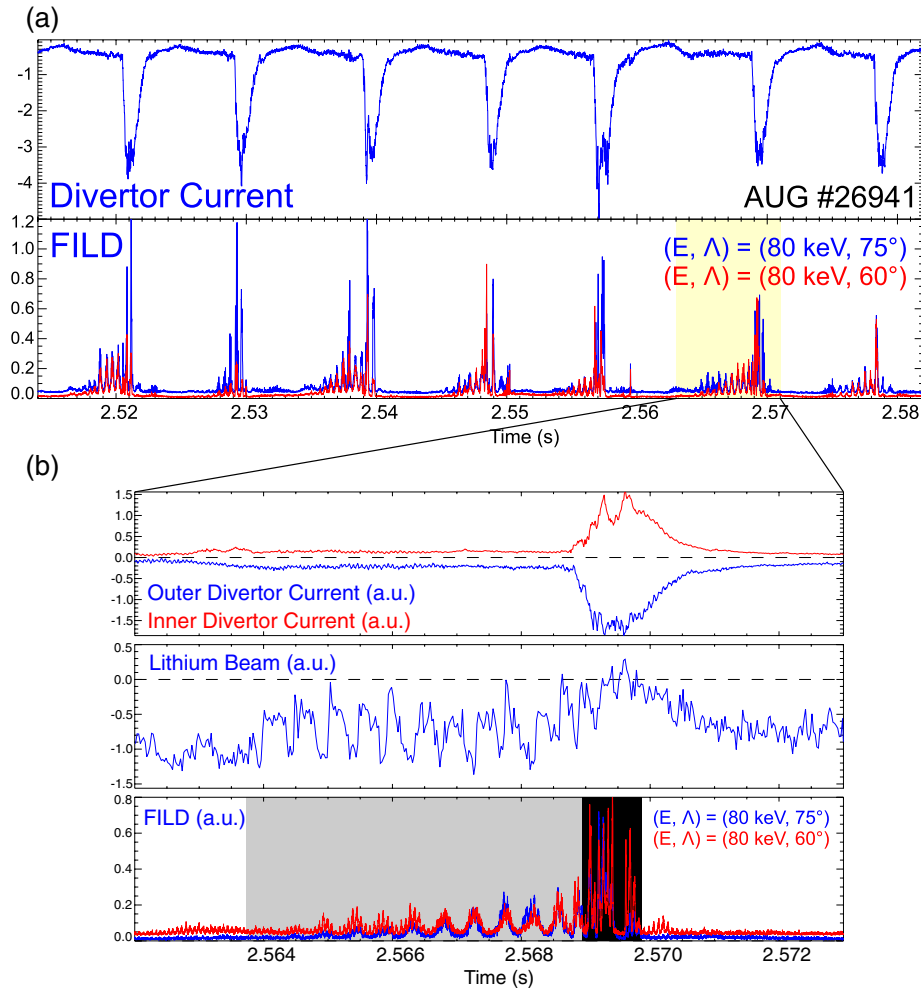 (a)
-1
-2
-3
-4
Divertor Current
AUG #26941
1.2
1.0
0.8
0.6
0.4
0.2
0.0
FILD
(E, Λ) = (80 keV, 75°)
(E, Λ) = (80 keV, 60°)
2.52 2.53 2.54 2.55 2.56 2.57 2.58
Time (s)
(b)
1.5
1.0
0.5
0.0
-0.5
-1.0
-1.5
Outer Divertor Current (a.u.)
Inner Divertor Current (a.u.)
0.5
0.0
-0.5
-1.0
-1.5
Lithium Beam (a.u.)
0.8
0.6
0.4
0.2
0.0
FILD (a.u.)
(E, Λ) = (80 keV, 75°)
(E, Λ) = (80 keV, 60°)
2.564 2.566 2.568 2.570 2.572
Time (s)